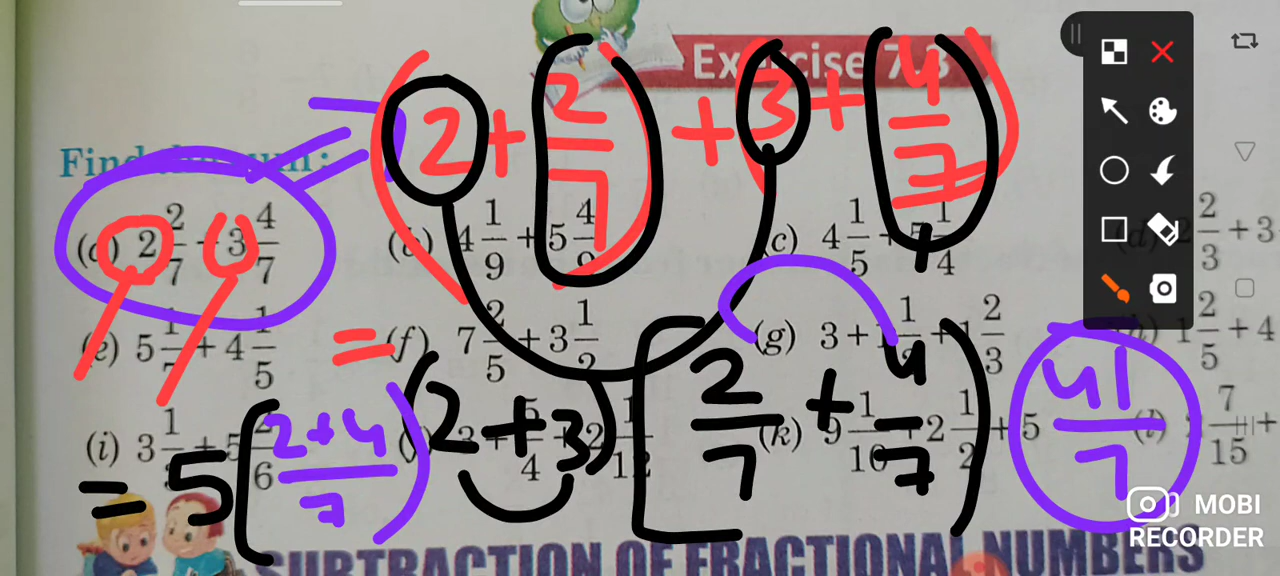 Exercise 7.3
(2 + 2/7) + (3 + 4/7)
Find the sum:
(a) 2 2/7 + 3 4/7 (b) 4 1/9 + 5 4/9 (c) 4 1/5 + 1/4 (d) 2 2/3 + 3
(e) 5 1/ + 4 1/5 = (f) 7 2/5 + 3 1/2 (g) 3 + 1 1/ + 2/3 1 2/5 + 4
(2 + 3) [2/7 + 4/7) 41/7
(i) 3 1/ + 5 /6 5/4 1/12 (k) 9 1/10 + 2 1/2 + 5 (l) 7/15 +
= 5 (2+4/7)
SUBTRACTION OF FRACTIONAL NUMBERS
MOBI
RECORDER